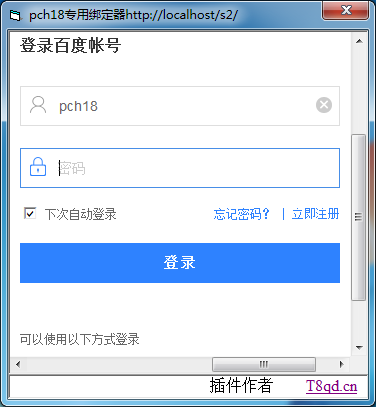 pch18专用绑定器http://localhost/s2/
登录百度帐号
pch18
密码
下次自动登录 忘记密码? | 立即注册
登录
可以使用以下方式登录
插件作者 T8qd.cn